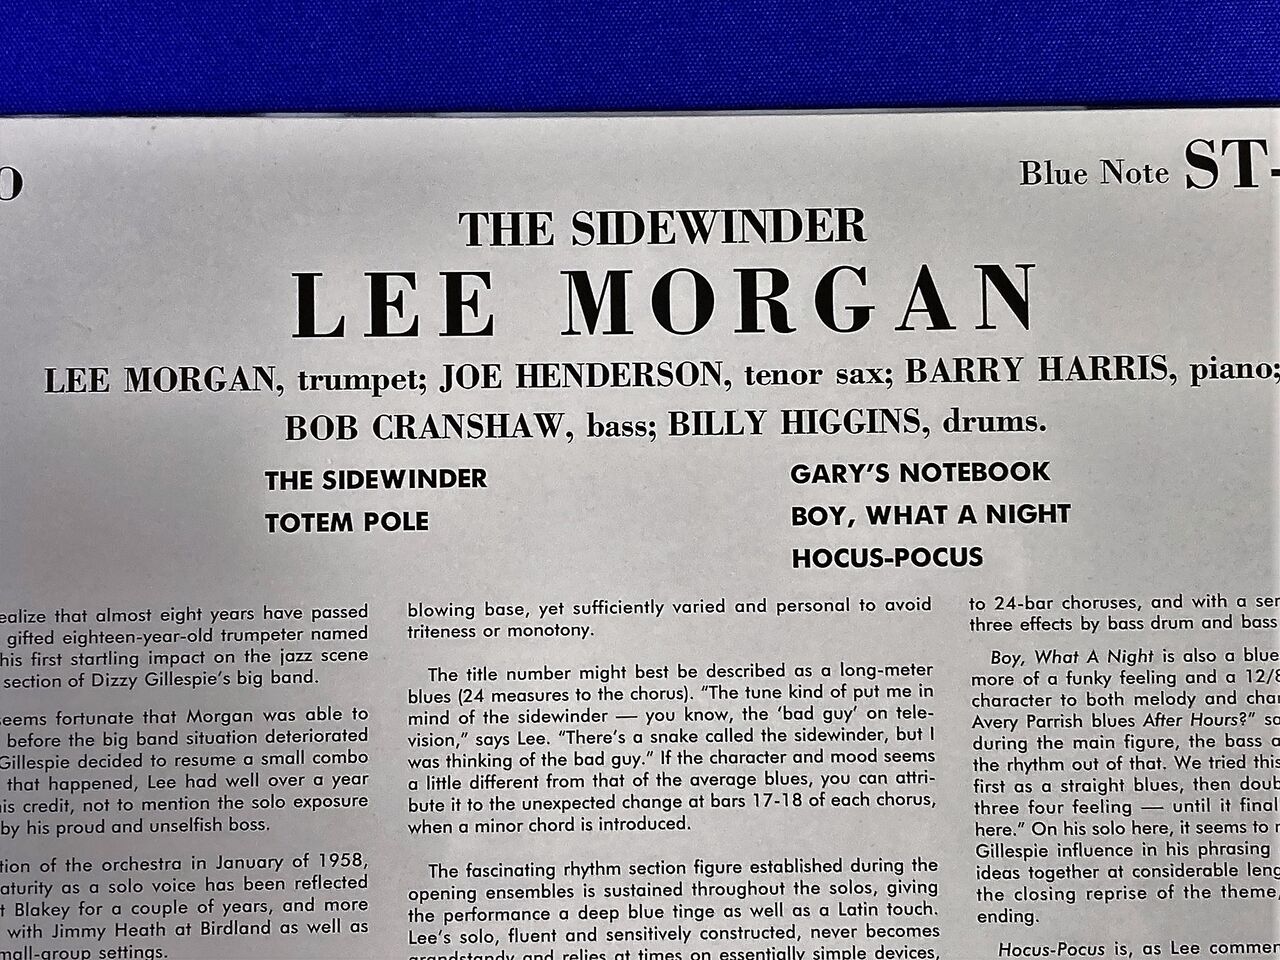 O
Blue Note ST-
THE SIDEWINDER
LEE MORGAN
LEE MORGAN, trumpet; JOE HENDERSON, tenor sax; BARRY HARRIS, piano;
BOB CRANSHAW, bass; BILLY HIGGINS, drums.
THE SIDEWINDER
TOTEM POLE
GARY'S NOTEBOOK
BOY, WHAT A NIGHT
HOCUS-POCUS
ealize that almost eight years have passed
gifted eighteen-year-old trumpeter named
his first startling impact on the jazz scene
section of Dizzy Gillespie's big band.
seems fortunate that Morgan was able to
before the big band situation deteriorated
Gillespie decided to resume a small combo
that happened, Lee had well over a year
his credit, not to mention the solo exposure
by his proud and unselfish boss.
tion of the orchestra in January of 1958,
aturity as a solo voice has been reflected
t Blakey for a couple of years, and more
with Jimmy Heath at Birdland as well as
mall-group settings.
blowing base, yet sufficiently varied and personal to avoid
triteness or monotony.
The title number might best be described as a long-meter
blues (24 measures to the chorus). "The tune kind of put me in
mind of the sidewinder — you know, the 'bad guy' on tele-
vision," says Lee. "There's a snake called the sidewinder, but I
was thinking of the bad guy." If the character and mood seems
a little different from that of the average blues, you can attri-
bute it to the unexpected change at bars 17-18 of each chorus,
when a minor chord is introduced.
The fascinating rhythm section figure established during the
opening ensembles is sustained throughout the solos, giving
the performance a deep blue tinge as well as a Latin touch.
Lee's solo, fluent and sensitively constructed, never becomes
grandstandy and relies at times on essentially simple devices,
to 24-bar choruses, and with a ser
three effects by bass drum and bass
Boy, What A Night is also a blue
more of a funky feeling and a 12/8
character to both melody and cha
Avery Parrish blues After Hours?" sa
during the main figure, the bass a
the rhythm out of that. We tried this
first as a straight blues, then doub
three four feeling — until it final
here." On his solo here, it seems to
Gillespie influence in his phrasing
ideas together at considerable leng
the closing reprise of the theme,
ending.
Hocus-Pocus is, as Lee commen